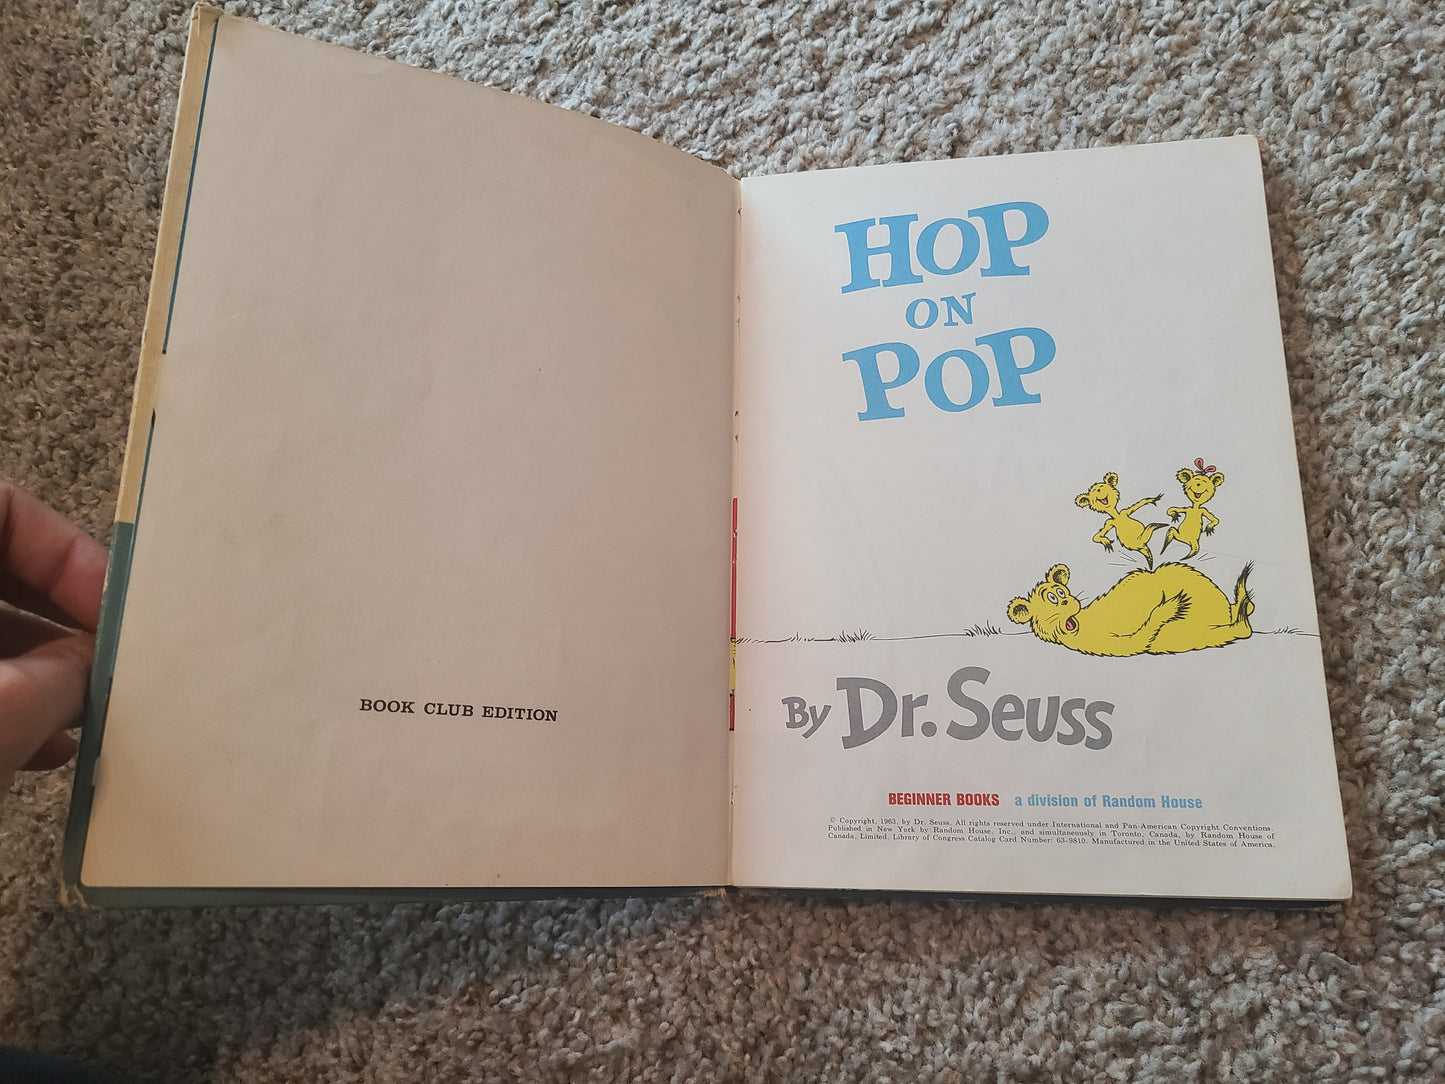 BOOK CLUB EDITION
HOP
ON
POP
By Dr. Seuss
BEGINNER BOOKS a division of Random House
© Copyright, 1963, by Dr. Seuss. All rights reserved under International and Pan-American Copyright Conventions.
Published in New York by Random House, Inc., and simultaneously in Toronto, Canada, by Random House of
Canada, Limited. Library of Congress Catalog Card Number: 63-9810. Manufactured in the United States of America.